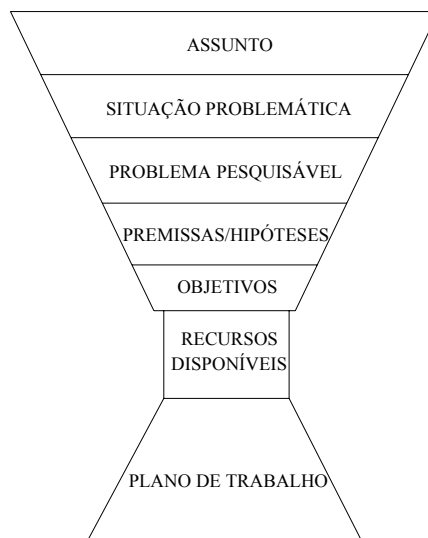 ASSUNTO
SITUAÇÃO PROBLEMÁTICA
PROBLEMA PESQUISÁVEL
PREMISSAS/HIPÓTESES
OBJETIVOS
RECURSOS
DISPONÍVEIS
PLANO DE TRABALHO